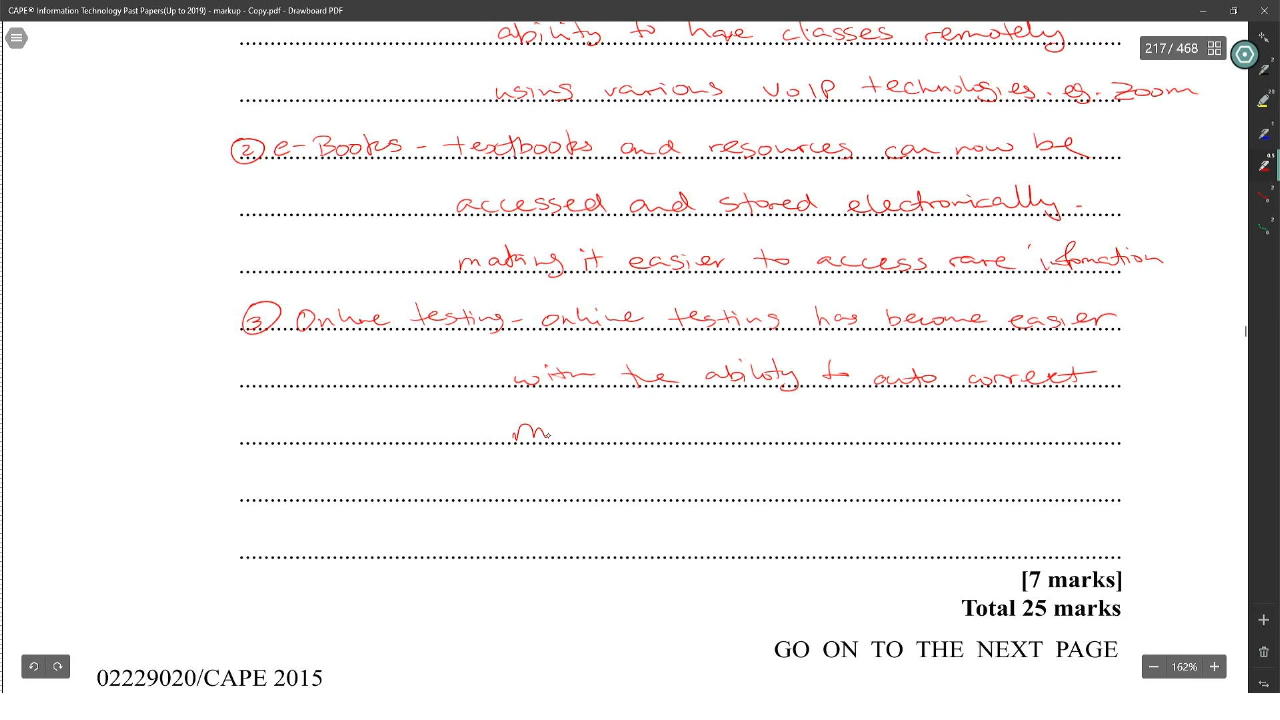 CAPE® Information Technology Past Papers(Up to 2019) - markup - Copy.pdf - Drawboard PDF
ability to have classes remotely
217 / 468
using various VoIP technologies. eg. Zoom
② e-Books - textbooks and resources can now be
accessed and stored electronically -
making it easier to access rare information
③ Online testing - online testing has become easier
with the ability to auto correct
m
[7 marks]
Total 25 marks
GO ON TO THE NEXT PAGE
162%
02229020/CAPE 2015